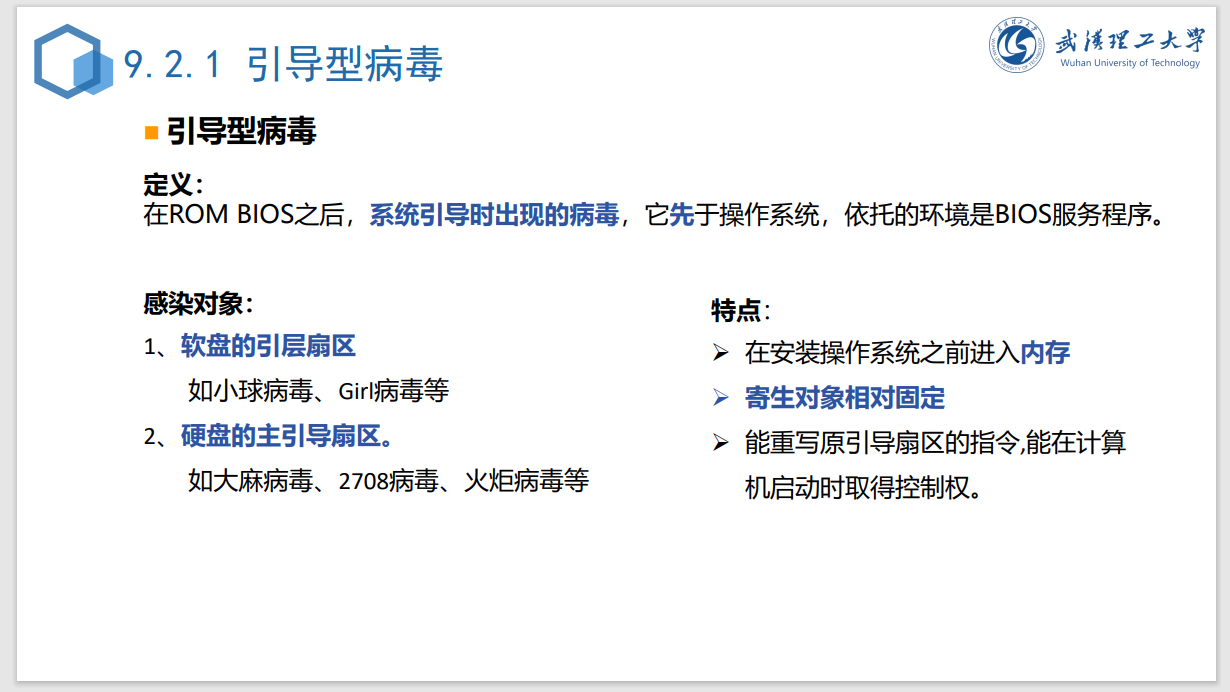 9.2.1 引导型病毒
武汉理工大学
Wuhan University of Technology
引导型病毒
定义：
在ROM BIOS之后，系统引导时出现的病毒，它先于操作系统，依托的环境是BIOS服务程序。
感染对象：
1、软盘的引层扇区
如小球病毒、Girl病毒等
2、硬盘的主引导扇区。
如大麻病毒、2708病毒、火炬病毒等
特点：
在安装操作系统之前进入内存
寄生对象相对固定
能重写原引导扇区的指令,能在计算
机启动时取得控制权。